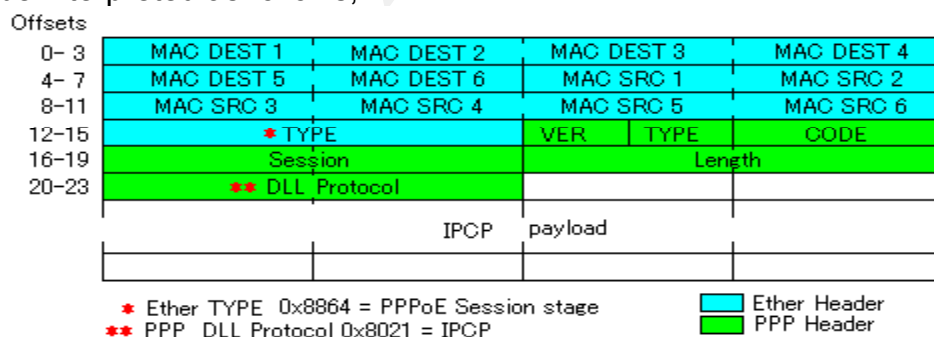 Offsets
0- 3 MAC DEST 1 MAC DEST 2 MAC DEST 3 MAC DEST 4
4- 7 MAC DEST 5 MAC DEST 6 MAC SRC 1 MAC SRC 2
8-11 MAC SRC 3 MAC SRC 4 MAC SRC 5 MAC SRC 6
12-15 * TYPE VER TYPE CODE
16-19 Session Length
20-23 ** DLL Protocol
IPCP payload
* Ether TYPE 0x8864 = PPPoE Session stage Ether Header
** PPP DLL Protocol 0x8021 = IPCP PPP Header